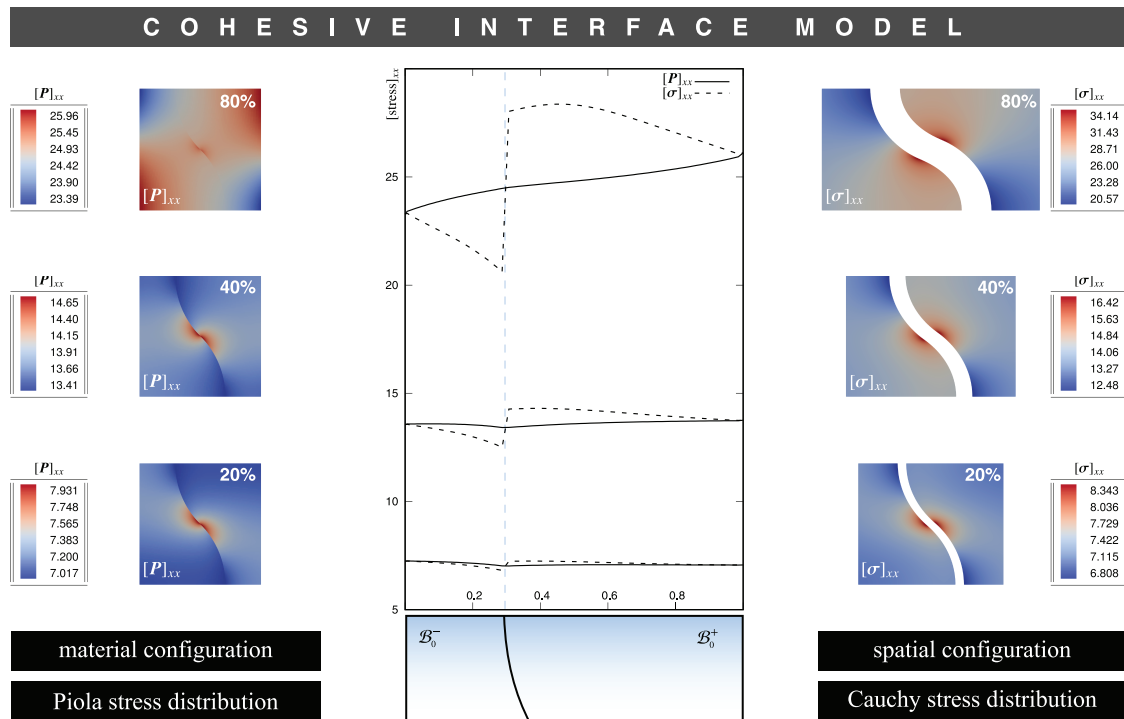 COHESIVE INTERFACE MODEL
[P]xx
25.96
25.45
24.93
24.42
23.90
23.39
80%
[P]xx
[P]xx
14.65
14.40
14.15
13.91
13.66
13.41
40%
[P]xx
[P]xx
7.931
7.748
7.565
7.383
7.200
7.017
20%
[P]xx
material configuration
Piola stress distribution
[stress]xx
[P]xx
[σ]xx
25
20
15
10
5
0.2
0.4
0.6
0.8
ℬ₀⁻
ℬ₀⁺
80%
[σ]xx
[σ]xx
34.14
31.43
28.71
26.00
23.28
20.57
40%
[σ]xx
[σ]xx
16.42
15.63
14.84
14.06
13.27
12.48
20%
[σ]xx
[σ]xx
8.343
8.036
7.729
7.422
7.115
6.808
spatial configuration
Cauchy stress distribution